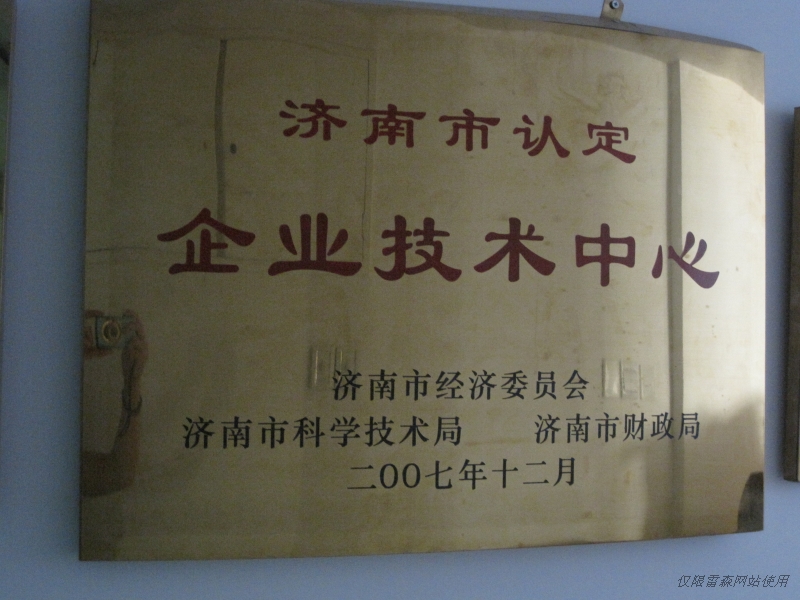 济南市认定
企业技术中心
济南市经济委员会
济南市科学技术局 济南市财政局
二OO七年十二月
仅限雷森网站使用